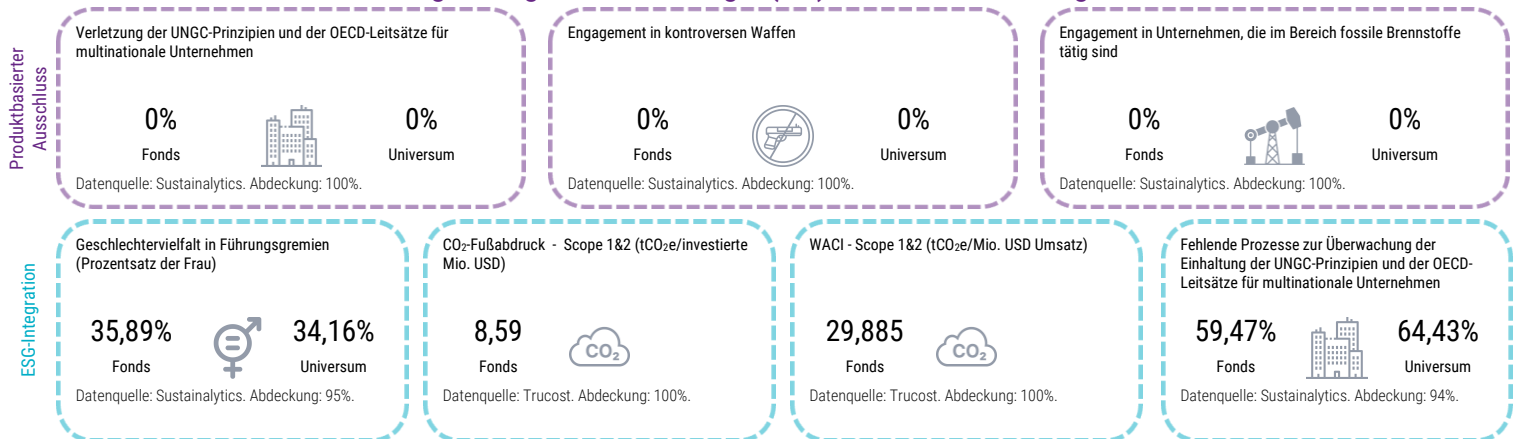 Produktbasierter
Ausschluss
Verletzung der UNGC-Prinzipien und der OECD-Leitsätze für
multinationale Unternehmen
0%
Fonds
0%
Universum
Datenquelle: Sustainalytics. Abdeckung: 100%.
Engagement in kontroversen Waffen
0%
Fonds
0%
Universum
Datenquelle: Sustainalytics. Abdeckung: 100%.
Engagement in Unternehmen, die im Bereich fossile Brennstoffe
tätig sind
0%
Fonds
0%
Universum
Datenquelle: Sustainalytics. Abdeckung: 100%.
ESG-Integration
Geschlechtervielfalt in Führungsgremien
(Prozentsatz der Frau)
35,89%
Fonds
34,16%
Universum
Datenquelle: Sustainalytics. Abdeckung: 95%.
CO₂-Fußabdruck - Scope 1&2 (tCO₂e/investierte
Mio. USD)
8,59
Fonds
CO₂
Datenquelle: Trucost. Abdeckung: 100%.
WACI - Scope 1&2 (tCO₂e/Mio. USD Umsatz)
29,885
Fonds
CO₂
Datenquelle: Trucost. Abdeckung: 100%.
Fehlende Prozesse zur Überwachung der
Einhaltung der UNGC-Prinzipien und der OECD-
Leitsätze für multinationale Unternehmen
59,47%
Fonds
64,43%
Universum
Datenquelle: Sustainalytics. Abdeckung: 94%.